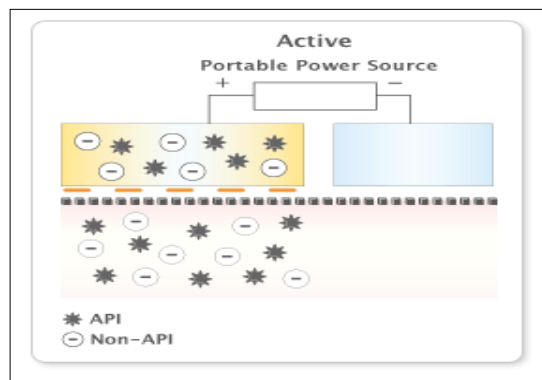 Active
Portable Power Source
+ −
API
Non-API